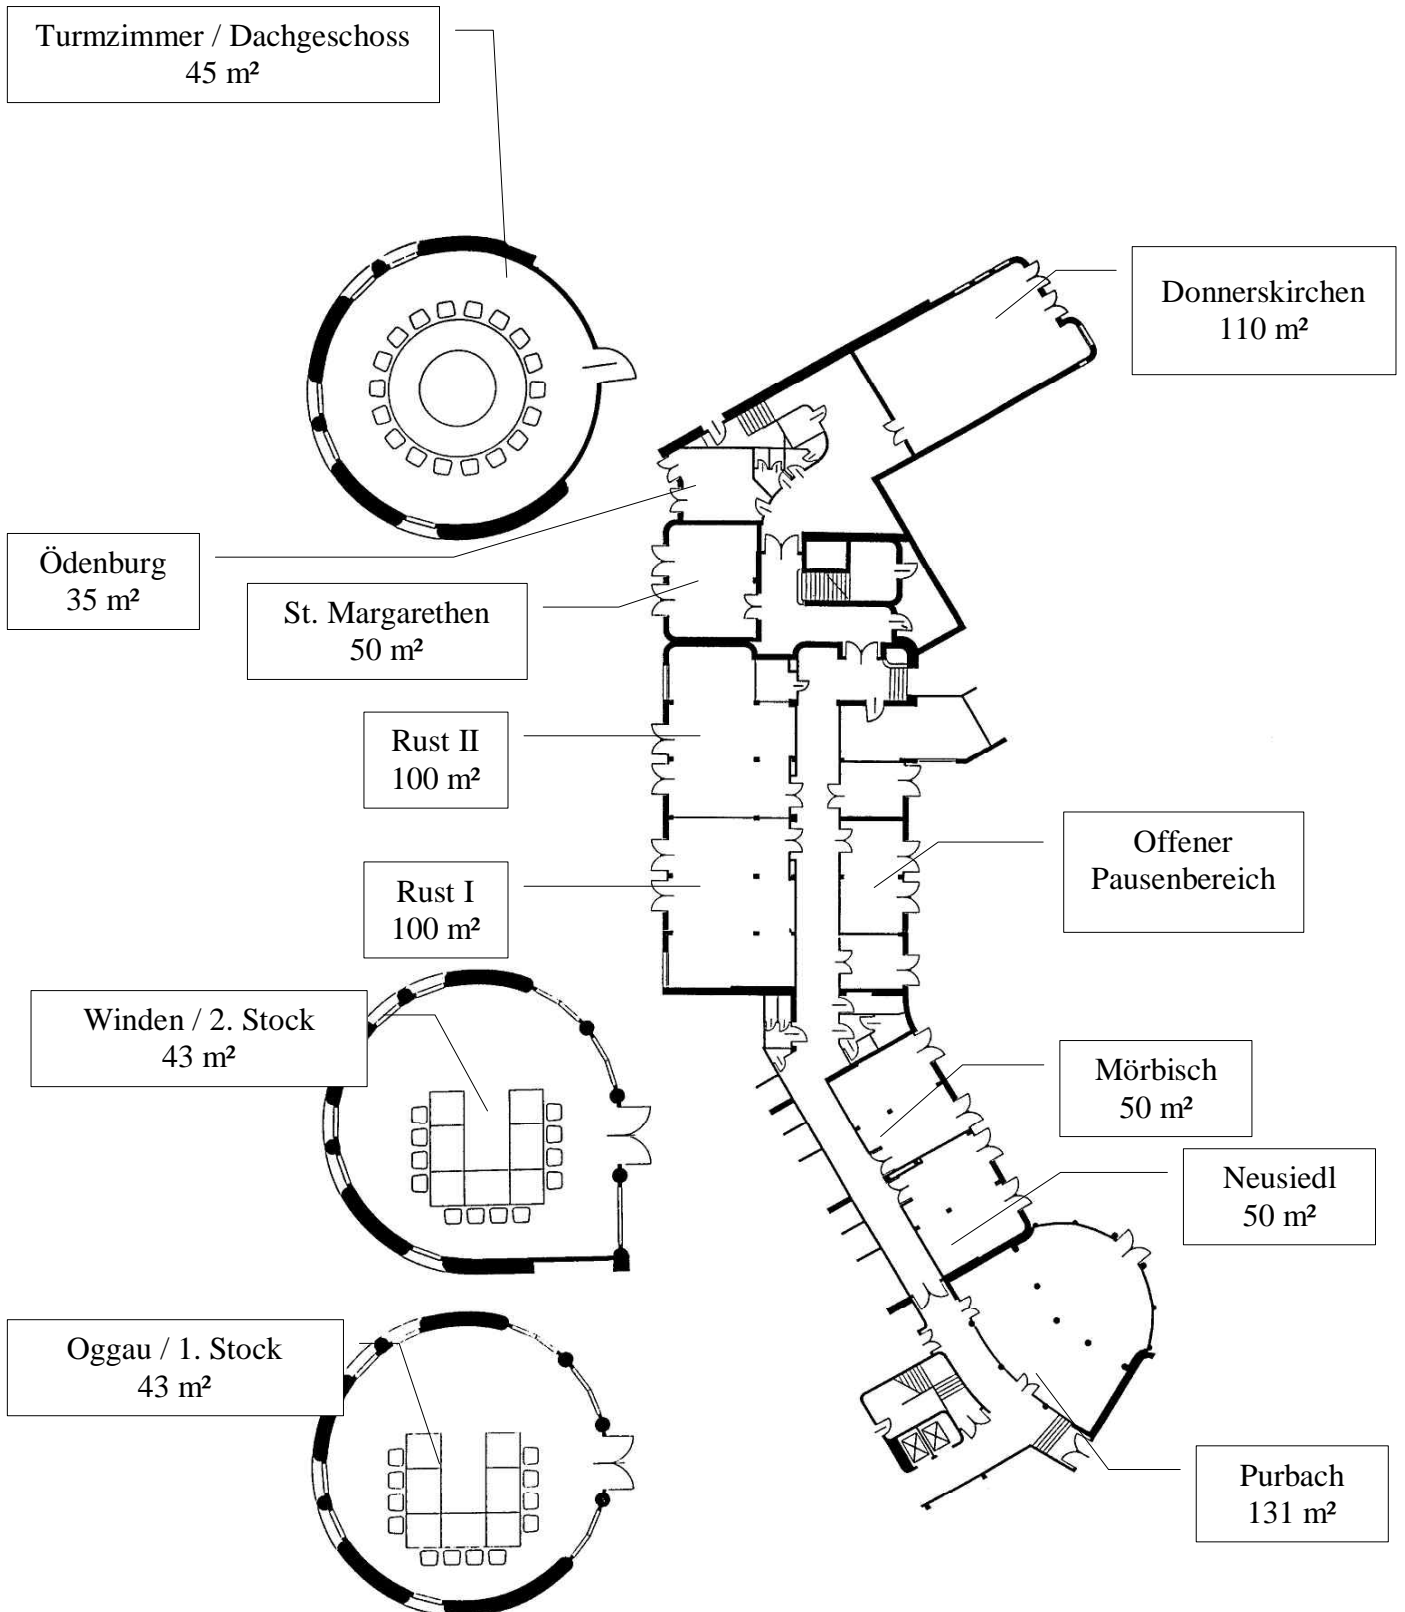 Turmzimmer / Dachgeschoss
45 m²
Donnerskirchen
110 m²
Ödenburg
35 m²
St. Margarethen
50 m²
Rust II
100 m²
Offener
Pausenbereich
Rust I
100 m²
Winden / 2. Stock
43 m²
Mörbisch
50 m²
Neusiedl
50 m²
Oggau / 1. Stock
43 m²
Purbach
131 m²